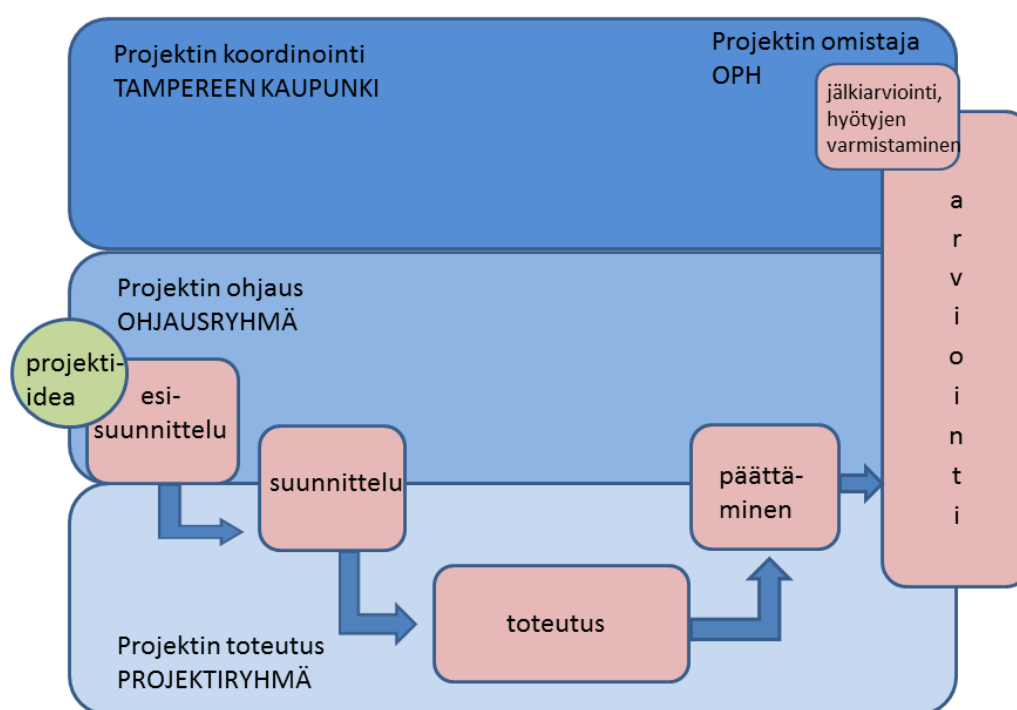 Projektin koordinointi
TAMPEREEN KAUPUNKI
Projektin omistaja
OPH
jälkiarviointi,
hyötyjen
varmistaminen
arviointi
Projektin ohjaus
OHJAUSRYHMÄ
projekti-
idea
esi-
suunnittelu
suunnittelu
päättä-
minen
toteutus
Projektin toteutus
PROJEKTIRYHMÄ